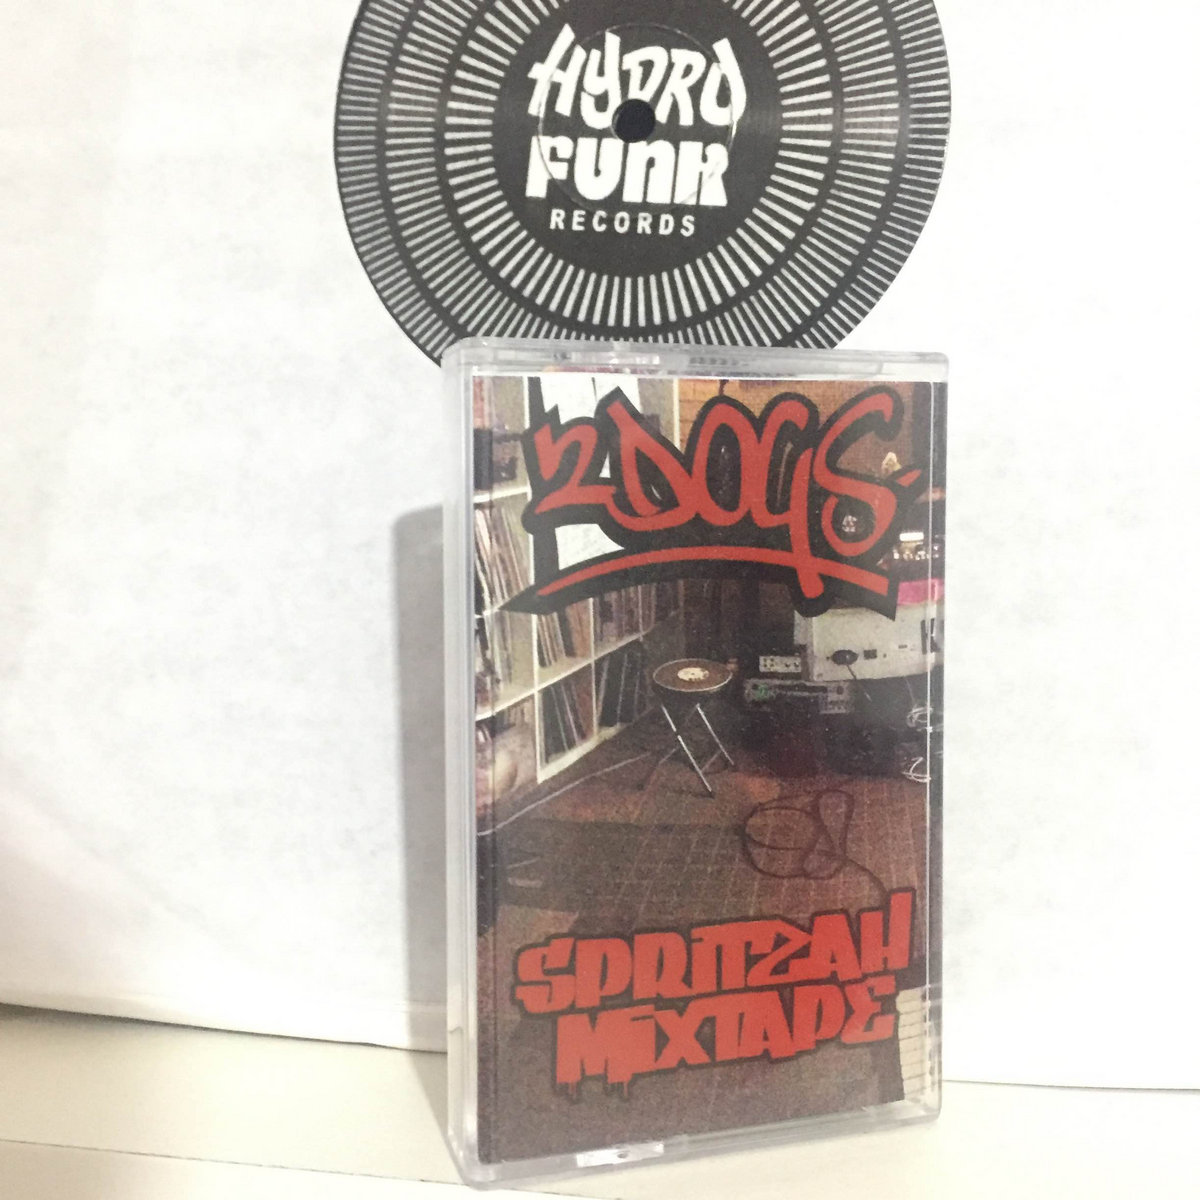 HYDRO
FUNK
RECORDS
2DOGS
SPRITZAH
MIXTAPE